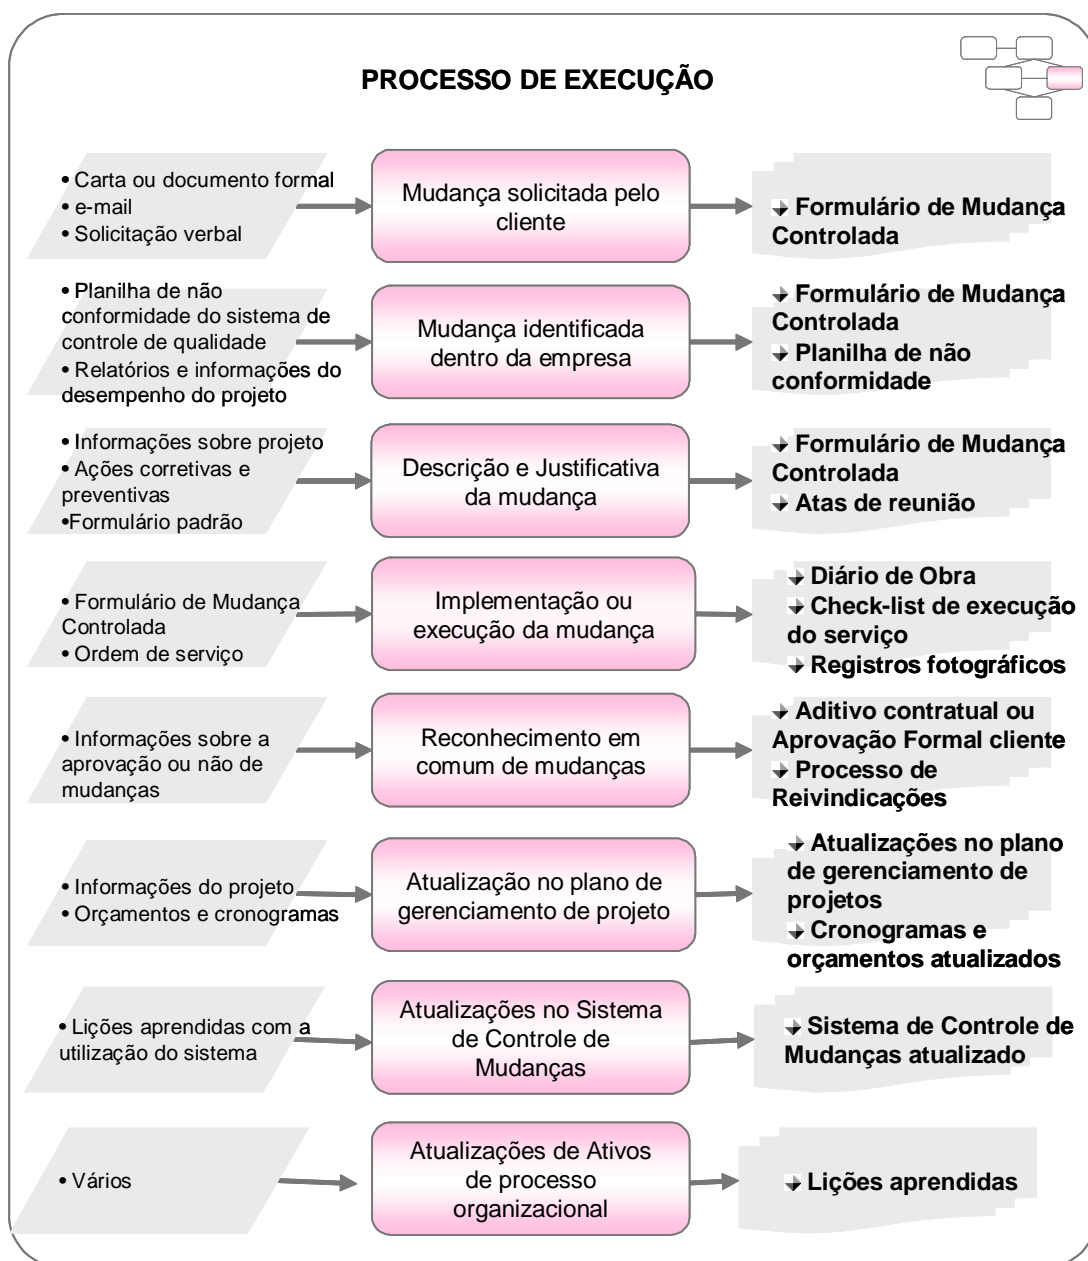 PROCESSO DE EXECUÇÃO
• Carta ou documento formal
• e-mail
• Solicitação verbal
Mudança solicitada pelo
cliente
Formulário de Mudança
Controlada
• Planilha de não
conformidade do sistema de
controle de qualidade
• Relatórios e informações do
desempenho do projeto
Mudança identificada
dentro da empresa
Formulário de Mudança
Controlada
Planilha de não
conformidade
• Informações sobre projeto
• Ações corretivas e
preventivas
•Formulário padrão
Descrição e Justificativa
da mudança
Formulário de Mudança
Controlada
Atas de reunião
• Formulário de Mudança
Controlada
• Ordem de serviço
Implementação ou
execução da mudança
Diário de Obra
Check-list de execução
do serviço
Registros fotográficos
• Informações sobre a
aprovação ou não de
mudanças
Reconhecimento em
comum de mudanças
Aditivo contratual ou
Aprovação Formal cliente
Processo de
Reivindicações
• Informações do projeto
• Orçamentos e cronogramas
Atualização no plano de
gerenciamento de projeto
Atualizações no plano
de gerenciamento de
projetos
Cronogramas e
orçamentos atualizados
• Lições aprendidas com a
utilização do sistema
Atualizações no Sistema
de Controle de
Mudanças
Sistema de Controle de
Mudanças atualizado
• Vários
Atualizações de Ativos
de processo
organizacional
Lições aprendidas